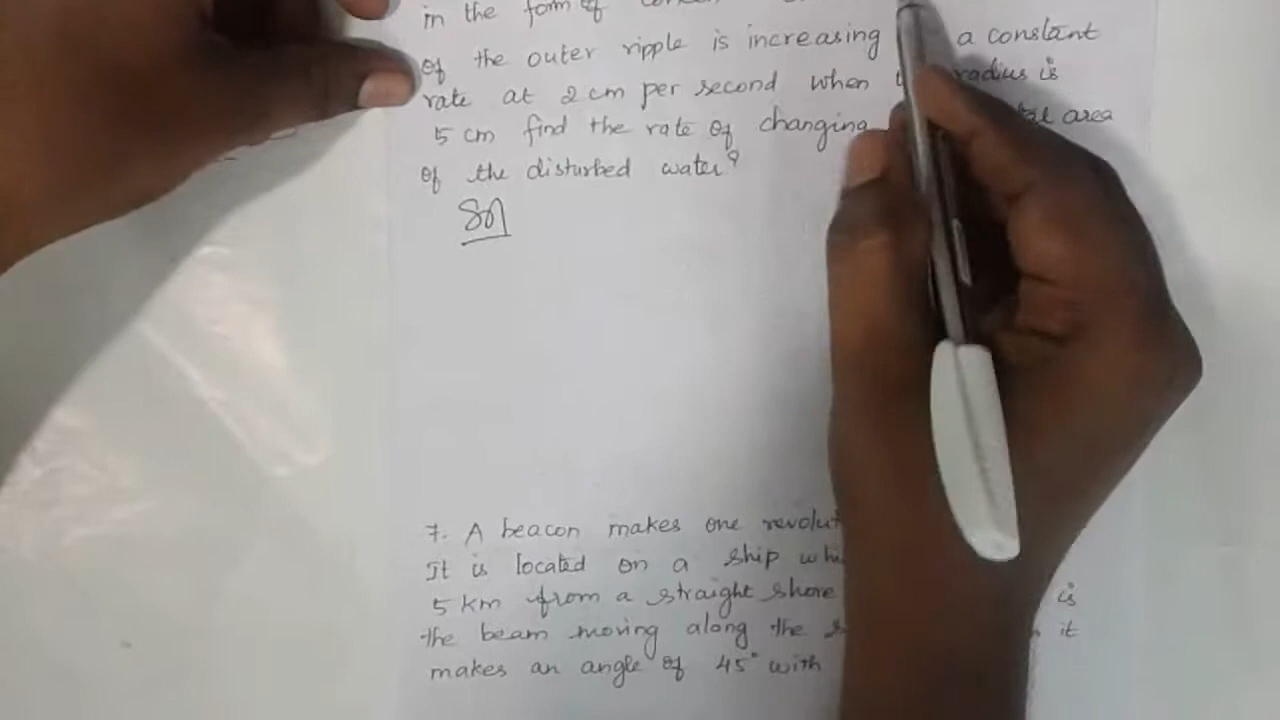 in the form of
of the outer ripple is increasing a constant
rate at 2 cm per second when radius is
5 cm find the rate of changing area
of the disturbed water?
Sol
7. A beacon makes one
It is located on a ship
5 km from a straight shore is
the beam moving along the it
makes an angle of 45° with